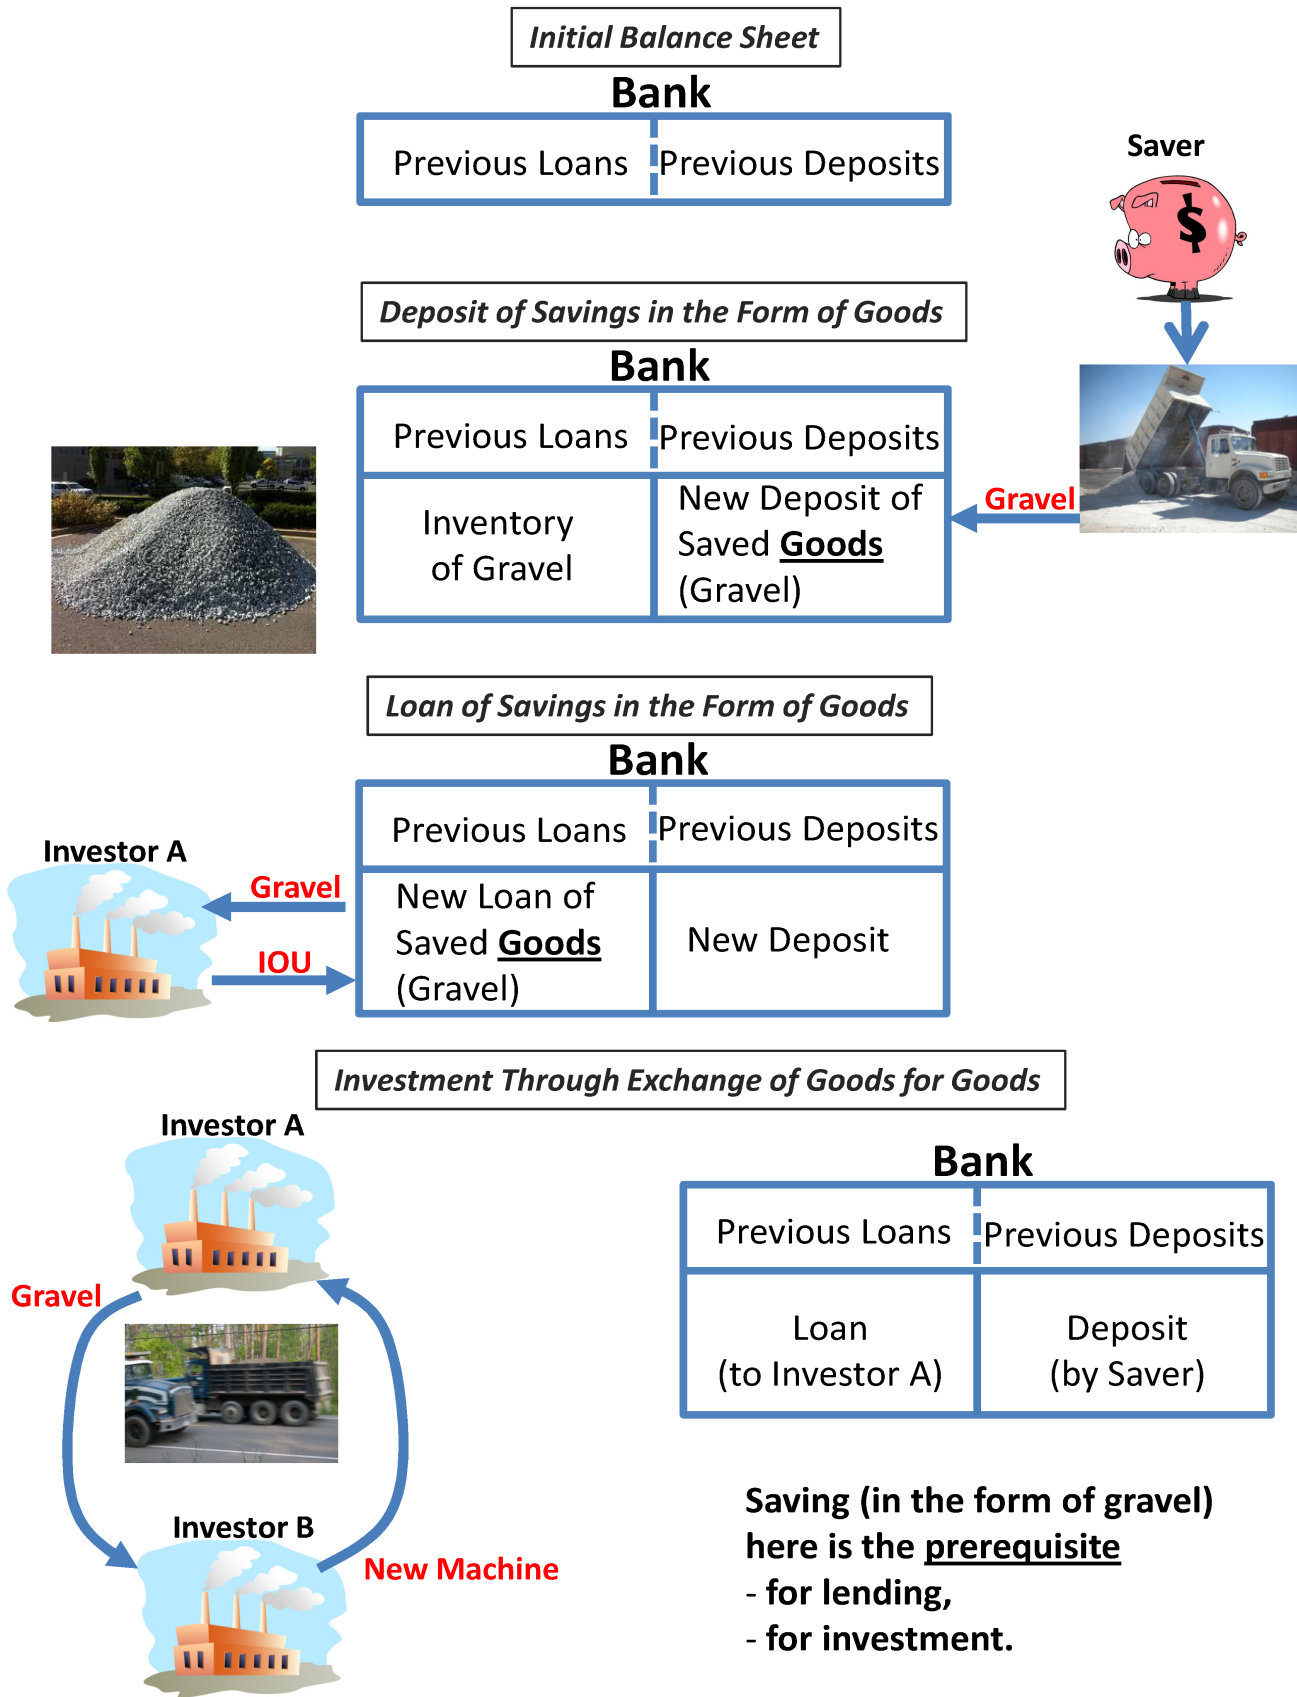 Initial Balance Sheet
Bank
Previous Loans
Previous Deposits
Saver
$
Deposit of Savings in the Form of Goods
Bank
Previous Loans
Previous Deposits
Inventory
of Gravel
New Deposit of
Saved Goods
(Gravel)
Gravel
Loan of Savings in the Form of Goods
Bank
Previous Loans
Previous Deposits
Investor A
Gravel
IOU
New Loan of
Saved Goods
(Gravel)
New Deposit
Investment Through Exchange of Goods for Goods
Investor A
Gravel
Investor B
New Machine
Bank
Previous Loans
Previous Deposits
Loan
(to Investor A)
Deposit
(by Saver)
Saving (in the form of gravel)
here is the prerequisite
- for lending,
- for investment.